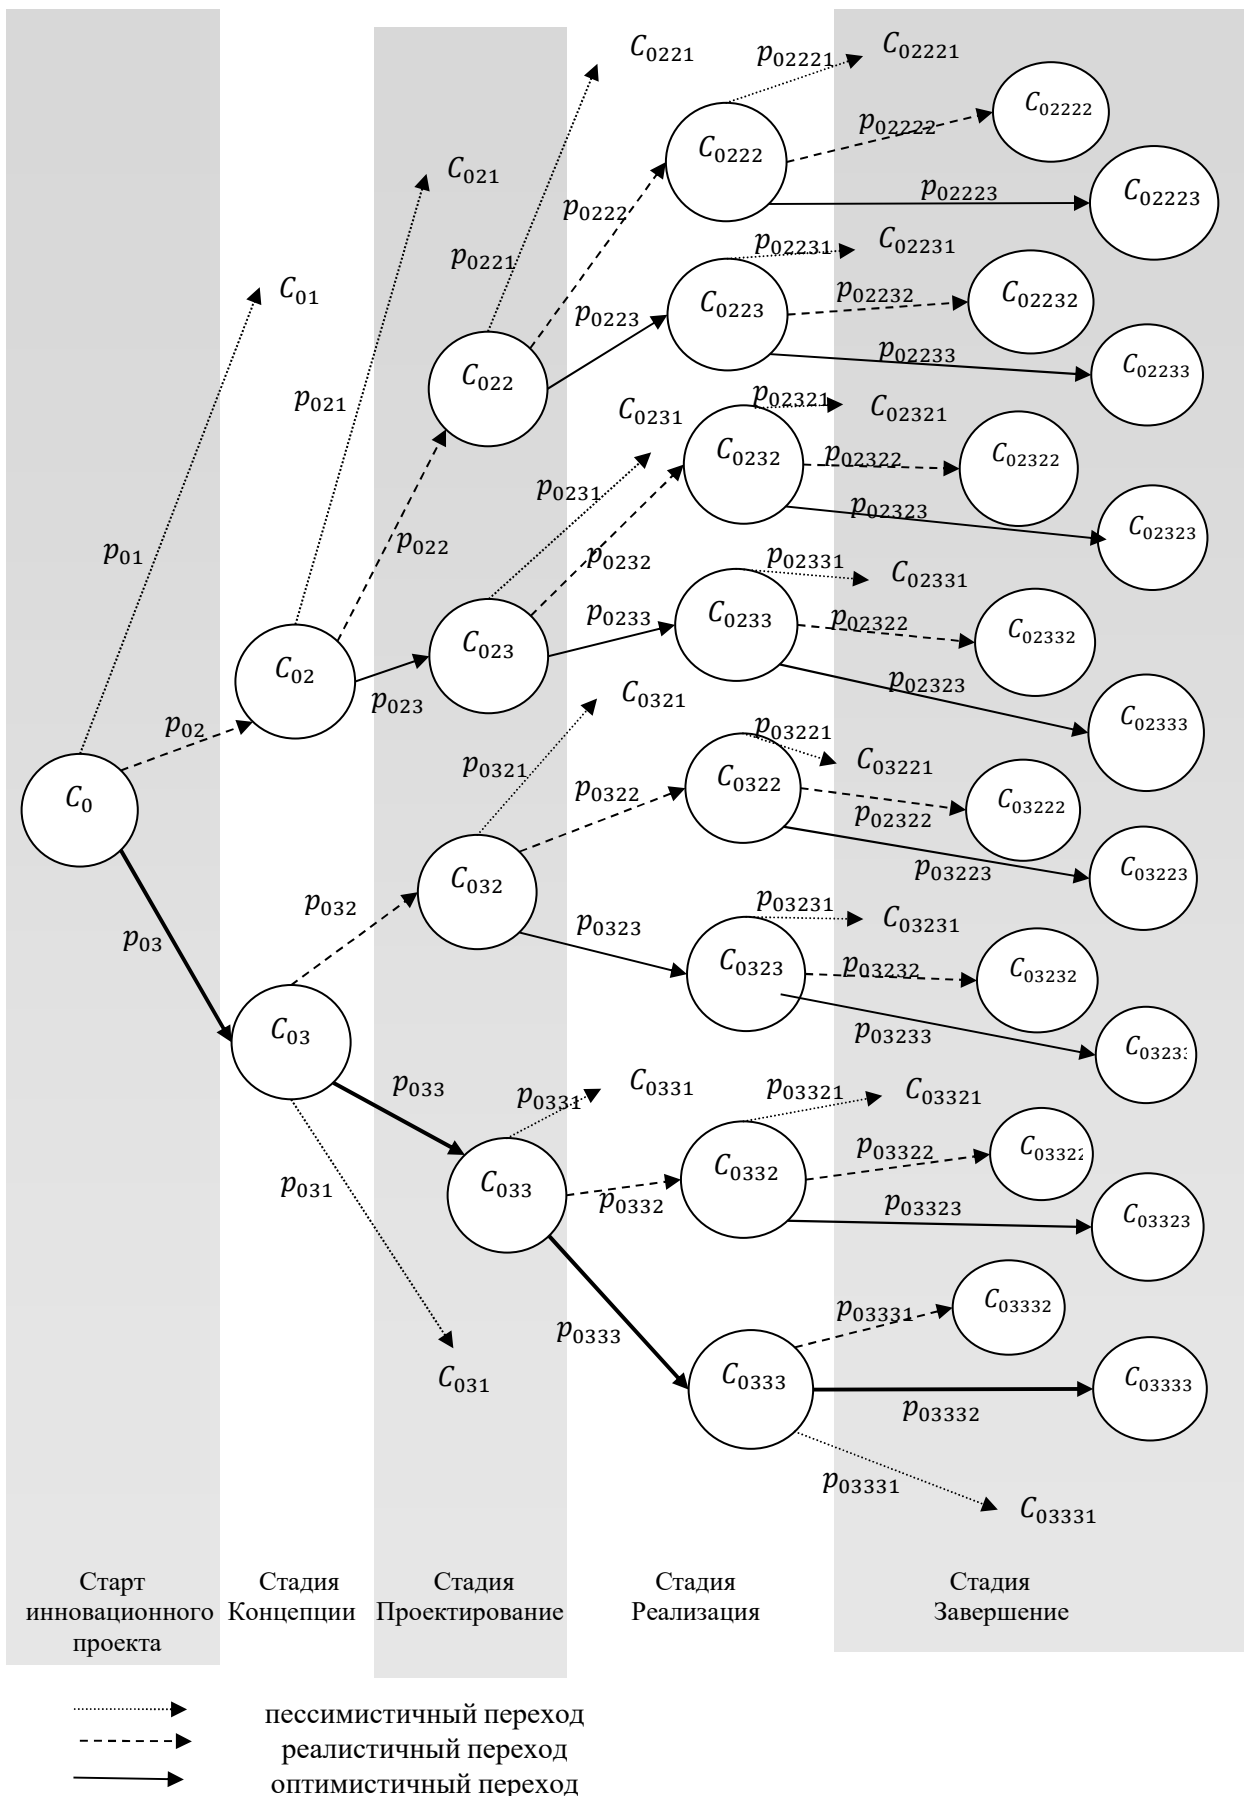 C₀₂₂₁
p₀₂₂₂₁
C₀₂₂₂₁
C₀₂₂₂₂
p₀₂₂₂₂
C₀₂₂₂
C₀₂₁
p₀₂₂₂₃
C₀₂₂₂₃
p₀₂₂₂
p₀₂₂₁
p₀₂₂₃₁
C₀₂₂₃₁
p₀₂₂₃₂
C₀₂₂₃₂
C₀₁
C₀₂₂₃
p₀₂₂₃
p₀₂₂₃₃
C₀₂₂₃₃
C₀₂₂
p₀₂₁
C₀₂₃₁
p₀₂₃₂₁
C₀₂₃₂₁
C₀₂₃₂
p₀₂₃₂₂
C₀₂₃₂₂
p₀₂₃₁
p₀₂₃₂₃
C₀₂₃₂₃
p₀₁
p₀₂₂
p₀₂₃₂
p₀₂₃₃₁
C₀₂₃₃₁
p₀₂₃₃
C₀₂₃₃
p₀₂₃₂₂
C₀₂₃₃₂
C₀₂
C₀₂₃
p₀₂₃
C₀₃₂₁
p₀₂₃₂₃
C₀₂₃₃₃
p₀₂
p₀₃₂₂₁
C₀₃₂₂₁
p₀₃₂₁
C₀
p₀₃₂₂
C₀₃₂₂
C₀₃₂₂₂
p₀₂₃₂₂
p₀₃₂₂₃
C₀₃₂₂₃
C₀₃₂
p₀₃₂
p₀₃₂₃
p₀₃₂₃₁
C₀₃₂₃₁
p₀₃
C₀₃₂₃
p₀₃₂₃₂
C₀₃₂₃₂
C₀₃
p₀₃₂₃₃
C₀₃₂₃₃
p₀₃₃
p₀₃₃₁
C₀₃₃₁
p₀₃₃₂₁
C₀₃₃₂₁
p₀₃₁
C₀₃₃
p₀₃₃₂
C₀₃₃₂
p₀₃₃₂₂
C₀₃₃₂₂
p₀₃₃₂₃
C₀₃₃₂₃
p₀₃₃₃₁
C₀₃₃₃₂
p₀₃₃₃
C₀₃₁
C₀₃₃₃
p₀₃₃₃₂
C₀₃₃₃₃
p₀₃₃₃₁
C₀₃₃₃₁
Старт
инновационного
проекта
Стадия
Концепции
Стадия
Проектирование
Стадия
Реализация
Стадия
Завершение
пессимистичный переход
реалистичный переход
оптимистичный переход